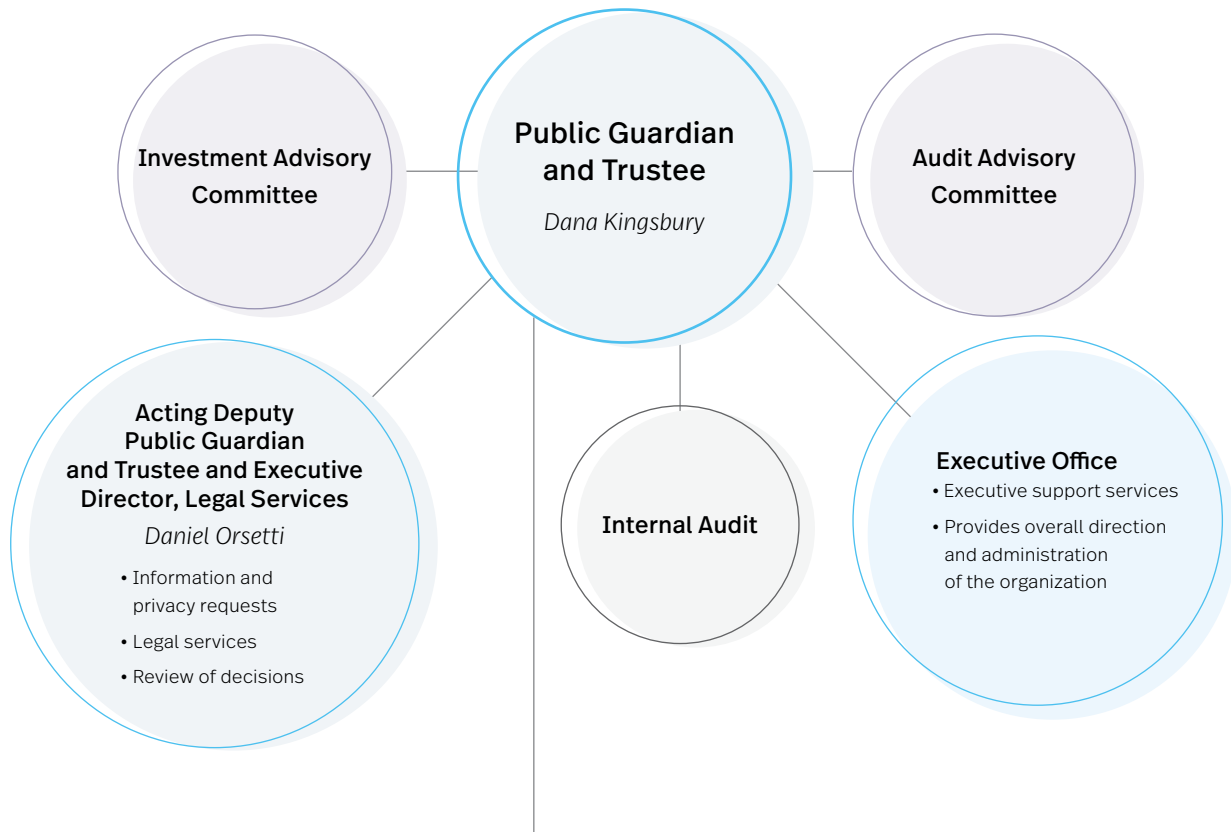 Investment Advisory
Committee
Public Guardian
and Trustee
Dana Kingsbury
Audit Advisory
Committee
Acting Deputy
Public Guardian
and Trustee and Executive
Director, Legal Services
Daniel Orsetti
• Information and
privacy requests
• Legal services
• Review of decisions
Internal Audit
Executive Office
• Executive support services
• Provides overall direction
and administration
of the organization